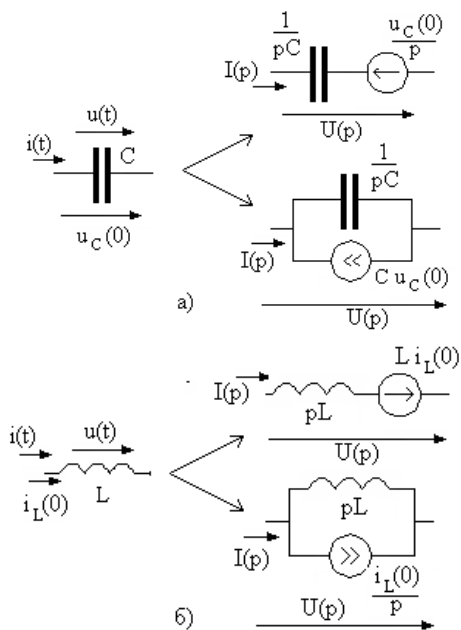 1/pC
u_C(0)/p
I(p)
U(p)
u(t)
i(t)
C
u_C(0)
1/pC
I(p)
C u_C(0)
U(p)
а)
L i_L(0)
I(p)
pL
U(p)
i(t)
u(t)
i_L(0)
L
pL
I(p)
i_L(0)/p
U(p)
б)